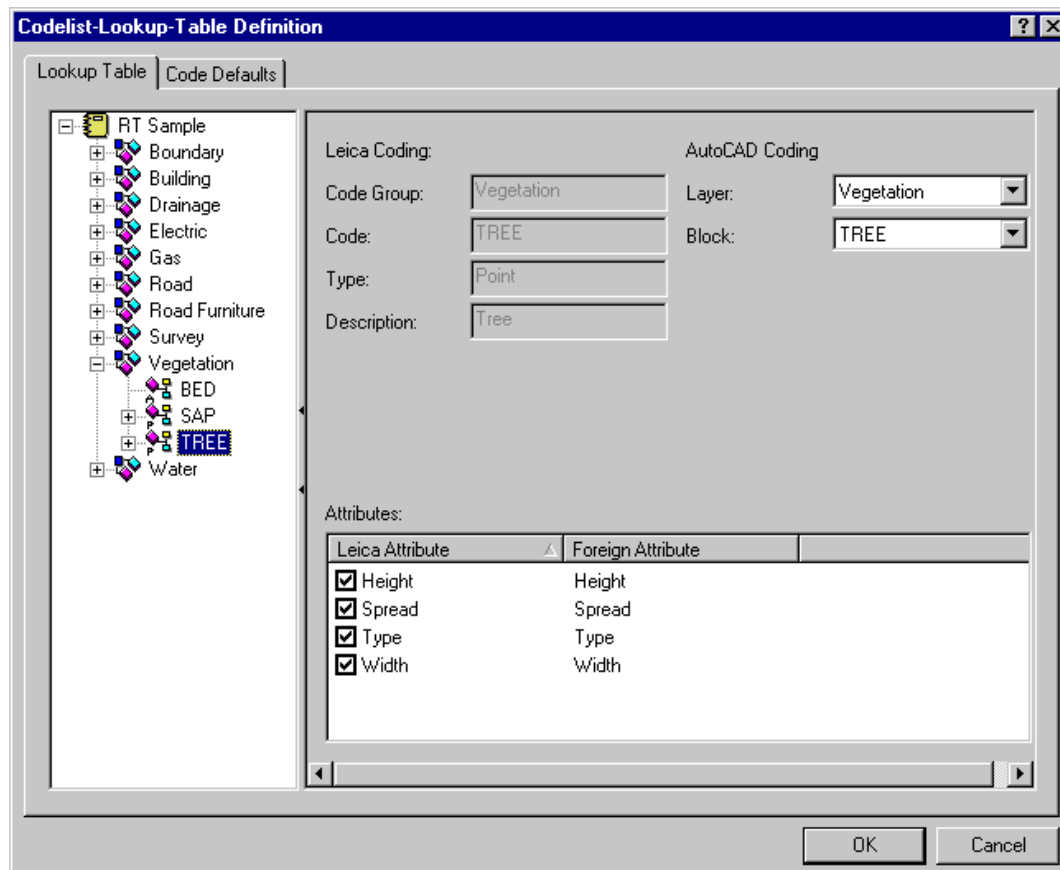 Codelist-Lookup-Table Definition
Lookup Table
Code Defaults
RT Sample
Boundary
Building
Drainage
Electric
Gas
Road
Road Furniture
Survey
Vegetation
BED
SAP
TREE
Water
Leica Coding:
AutoCAD Coding
Code Group: Vegetation
Layer: Vegetation
Code: TREE
Block: TREE
Type: Point
Description: Tree
Attributes:
Leica Attribute Foreign Attribute
Height Height
Spread Spread
Type Type
Width Width
OK Cancel